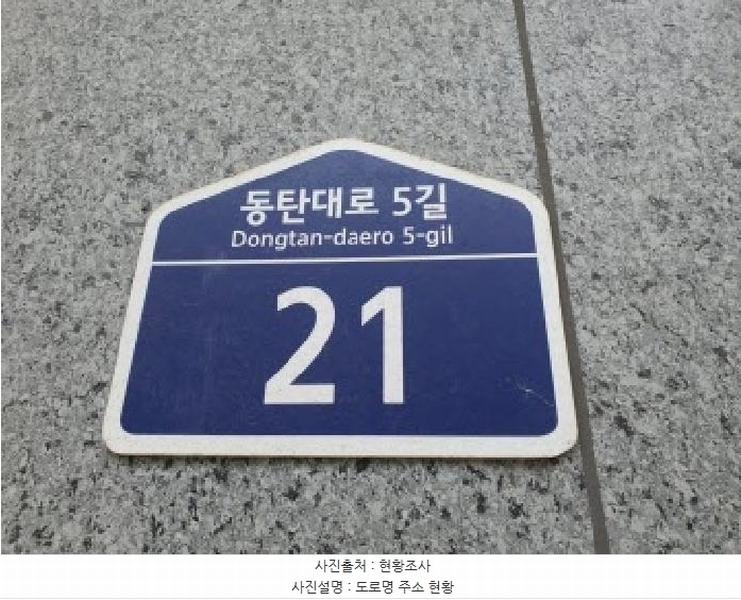 동탄대로 5길
Dongtan-daero 5-gil
21
사진출처 : 현황조사
사진설명 : 도로명 주소 현황